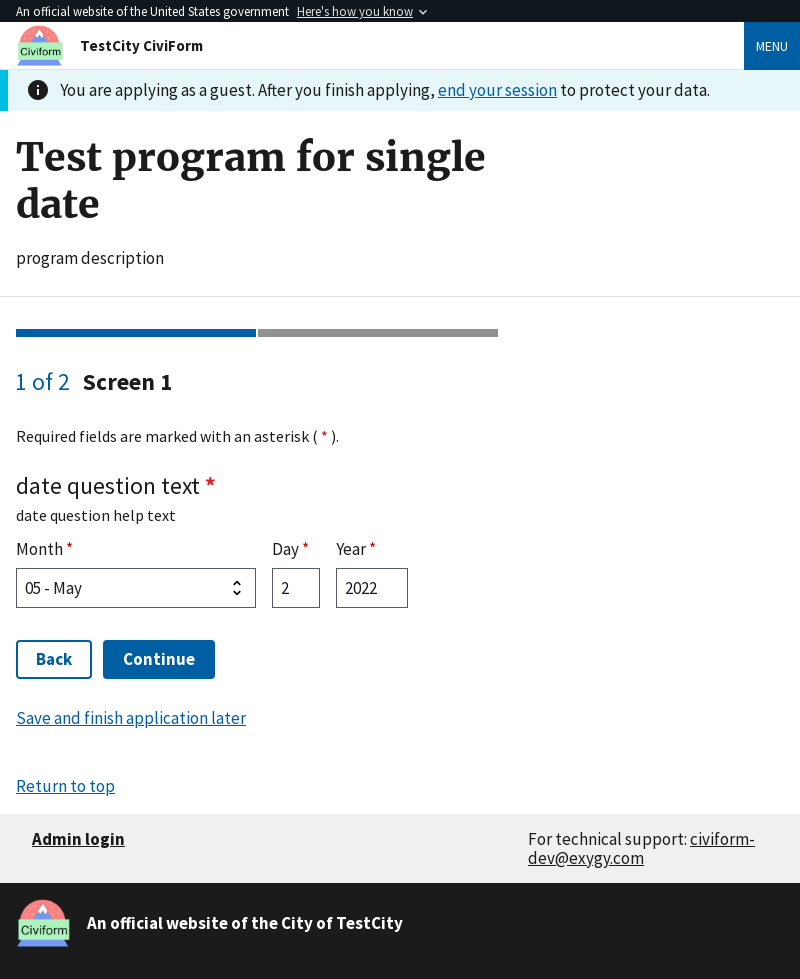 An official website of the United States government Here's how you know
Civiform TestCity CiviForm MENU
You are applying as a guest. After you finish applying, end your session to protect your data.
Test program for single
date
program description
1 of 2 Screen 1
Required fields are marked with an asterisk ( * ).
date question text *
date question help text
Month * Day * Year *
05 - May 2 2022
Back Continue
Save and finish application later
Return to top
Admin login For technical support: civiform-
dev@exygy.com
Civiform An official website of the City of TestCity